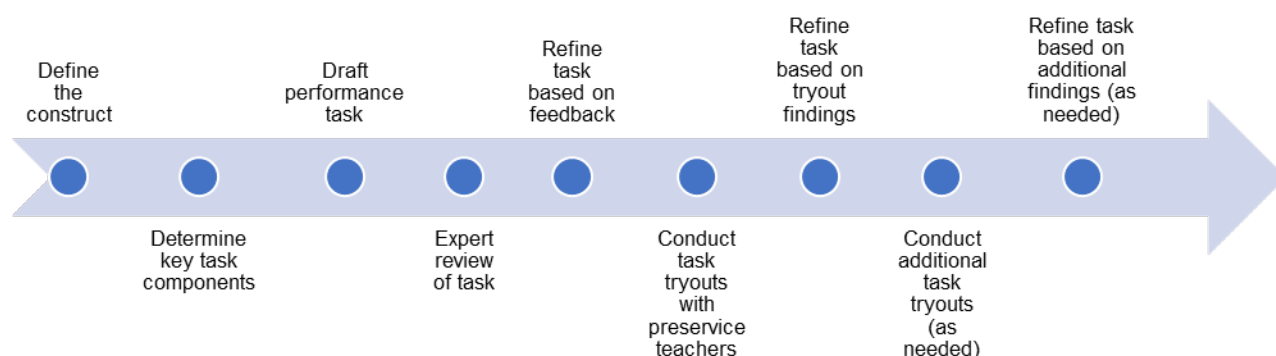 Define
the
construct
Determine
key task
components
Draft
performance
task
Expert
review
of task
Refine
task
based on
feedback
Conduct
task
tryouts
with
preservice
teachers
Refine
task
based on
tryout
findings
Conduct
additional
task
tryouts
(as
needed)
Refine task
based on
additional
findings (as
needed)